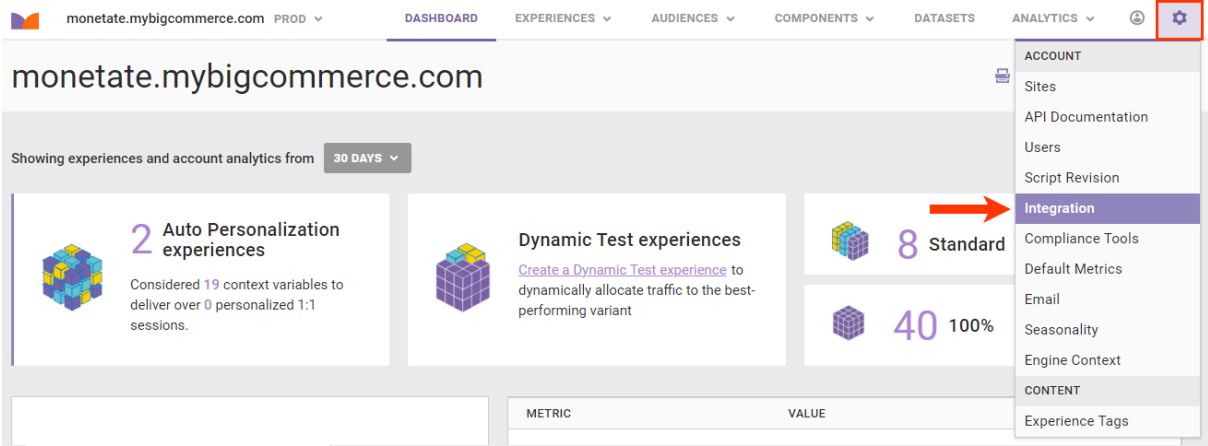 monetate.mybigcommerce.com PROD
DASHBOARD
EXPERIENCES
AUDIENCES
COMPONENTS
DATASETS
ANALYTICS
monetate.mybigcommerce.com
Showing experiences and account analytics from
30 DAYS
2
Auto Personalization
experiences
Considered 19 context variables to
deliver over 0 personalized 1:1
sessions.
Dynamic Test experiences
Create a Dynamic Test experience to
dynamically allocate traffic to the best-
performing variant
8 Standard
40 100%
METRIC
VALUE
ACCOUNT
Sites
API Documentation
Users
Script Revision
Integration
Compliance Tools
Default Metrics
Email
Seasonality
Engine Context
CONTENT
Experience Tags